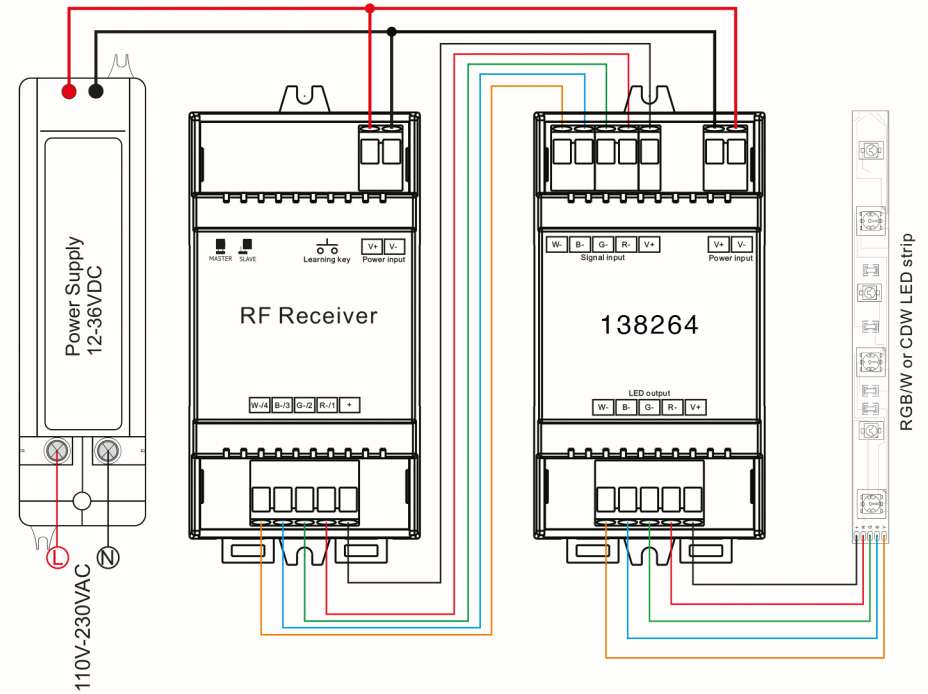 Power Supply
12-36VDC
L
N
110V-230VAC
MASTER
SLAVE
Learning key
V+ V-
Power input
RF Receiver
W-/4 B-/3 G-/2 R-/1 +
W- B- G- R- V+
Signal input
V+ V-
Power input
138264
LED output
W- B- G- R- V+
RGB/W or CDW LED strip